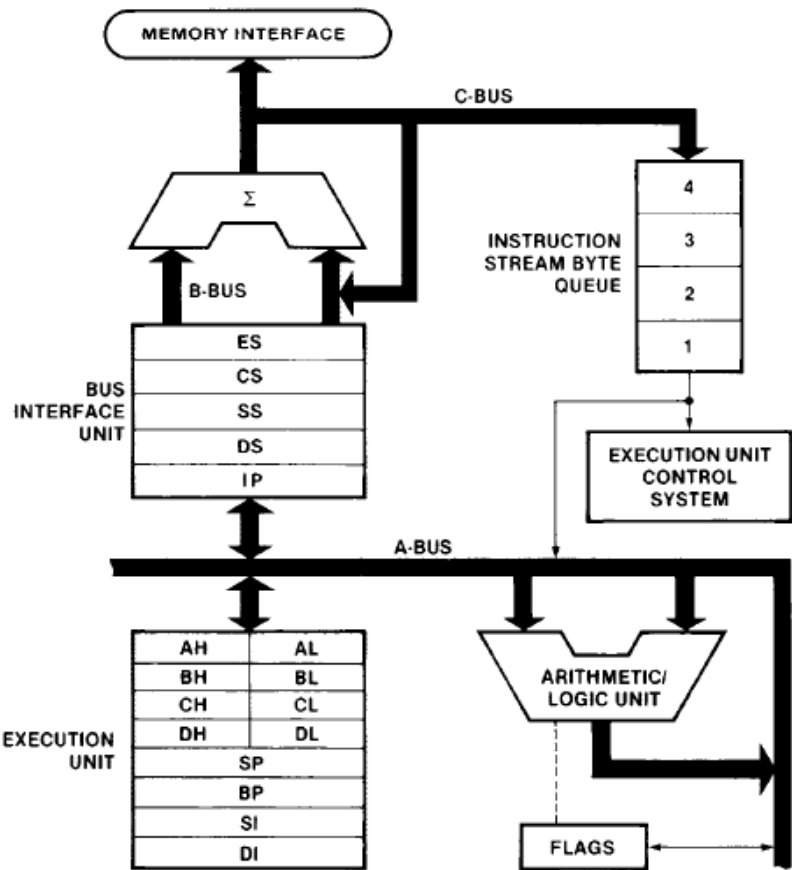 MEMORY INTERFACE
C-BUS
Σ
B-BUS
INSTRUCTION
STREAM BYTE
QUEUE
4
3
2
1
BUS
INTERFACE
UNIT
ES
CS
SS
DS
IP
EXECUTION UNIT
CONTROL
SYSTEM
A-BUS
EXECUTION
UNIT
AH AL
BH BL
CH CL
DH DL
SP
BP
SI
DI
ARITHMETIC/
LOGIC UNIT
FLAGS